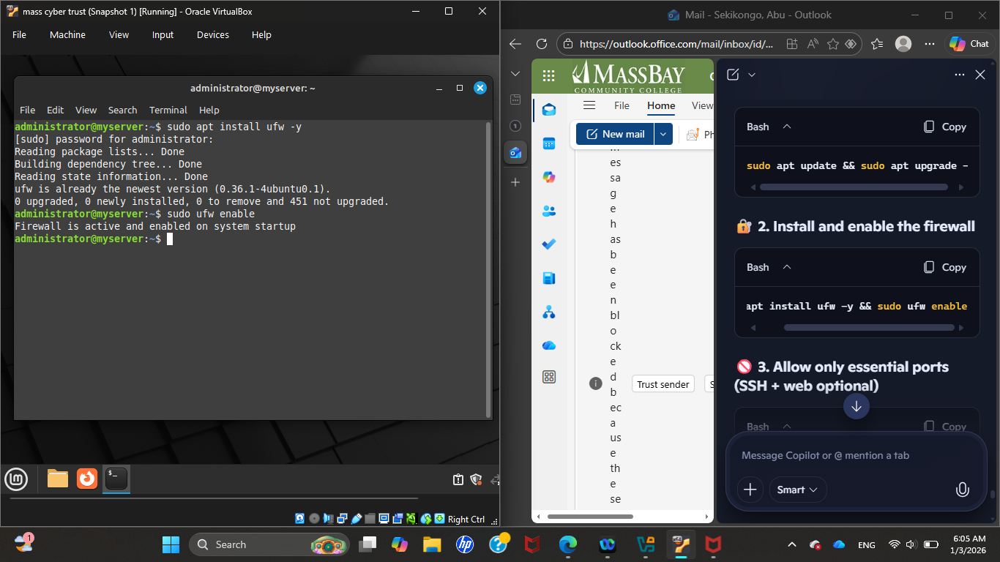 mass cyber trust (Snapshot 1) [Running] - Oracle VirtualBox
File Machine View Input Devices Help
administrator@myserver: ~
File Edit View Search Terminal Help
administrator@myserver:~$ sudo apt install ufw -y
[sudo] password for administrator:
Reading package lists... Done
Building dependency tree... Done
Reading state information... Done
ufw is already the newest version (0.36.1-4ubuntu0.1).
0 upgraded, 0 newly installed, 0 to remove and 451 not upgraded.
administrator@myserver:~$ sudo ufw enable
Firewall is active and enabled on system startup
administrator@myserver:~$
Right Ctrl
Mail - Sekikongo, Abu - Outlook
https://outlook.office.com/mail/inbox/id/...
Chat
MASSBAY
COMMUNITY COLLEGE
File Home View
New mail
es
sa
g
e
h
as
b
e
e
n
bl
o
ck
e
d
b
ec
a
us
e
th
e
se
Trust sender
Bash Copy
sudo apt update && sudo apt upgrade -
2. Install and enable the firewall
Bash Copy
apt install ufw -y && sudo ufw enable
3. Allow only essential ports
(SSH + web optional)
Bash Copy
Message Copilot or @ mention a tab
Smart
1
Search
ENG
6:05 AM
1/3/2026